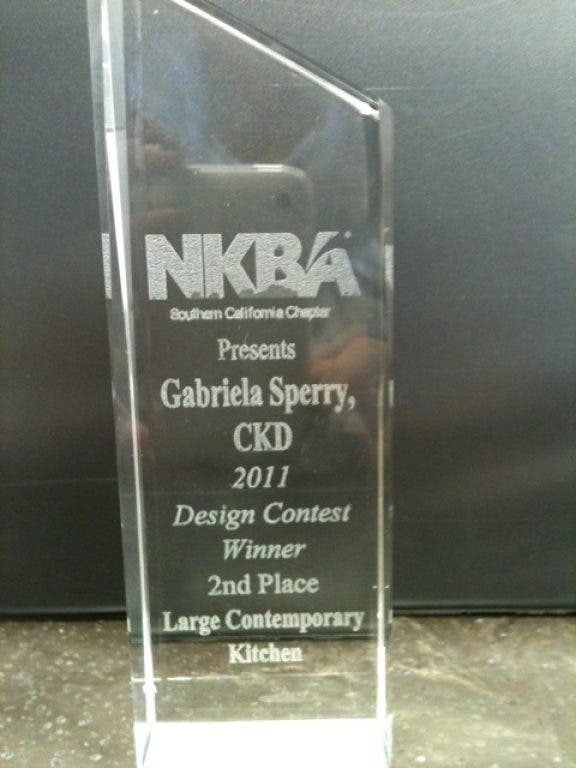 NKBA
Southern California Chapter
Presents
Gabriela Sperry,
CKD
2011
Design Contest
Winner
2nd Place
Large Contemporary
Kitchen